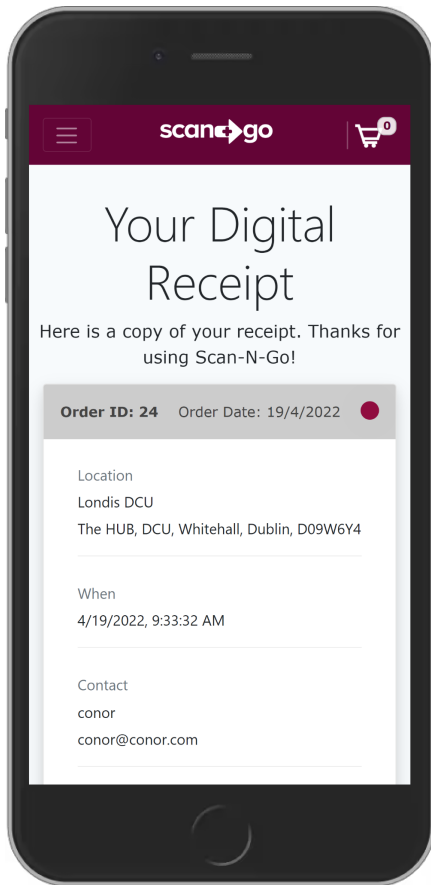 scan go
0
Your Digital
Receipt
Here is a copy of your receipt. Thanks for
using Scan-N-Go!
Order ID: 24 Order Date: 19/4/2022
Location
Londis DCU
The HUB, DCU, Whitehall, Dublin, D09W6Y4
When
4/19/2022, 9:33:32 AM
Contact
conor
conor@conor.com